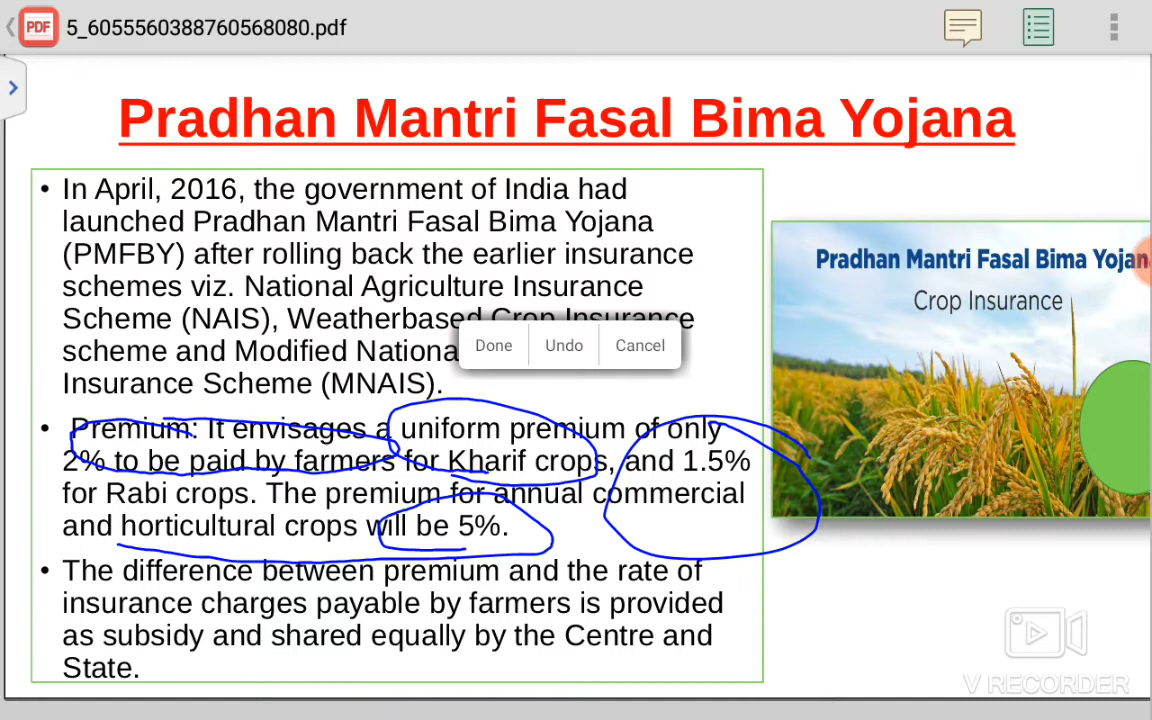 5_6055560388760568080.pdf
Pradhan Mantri Fasal Bima Yojana
• In April, 2016, the government of India had
launched Pradhan Mantri Fasal Bima Yojana
(PMFBY) after rolling back the earlier insurance
schemes viz. National Agriculture Insurance
Scheme (NAIS), Weatherbased Crop Insurance
scheme and Modified Nationa
Insurance Scheme (MNAIS).
Done Undo Cancel
• Premium: It envisages a uniform premium of only
2% to be paid by farmers for Kharif crops, and 1.5%
for Rabi crops. The premium for annual commercial
and horticultural crops will be 5%.
• The difference between premium and the rate of
insurance charges payable by farmers is provided
as subsidy and shared equally by the Centre and
State.
Pradhan Mantri Fasal Bima Yojan
Crop Insurance
PDF
V RECORDER